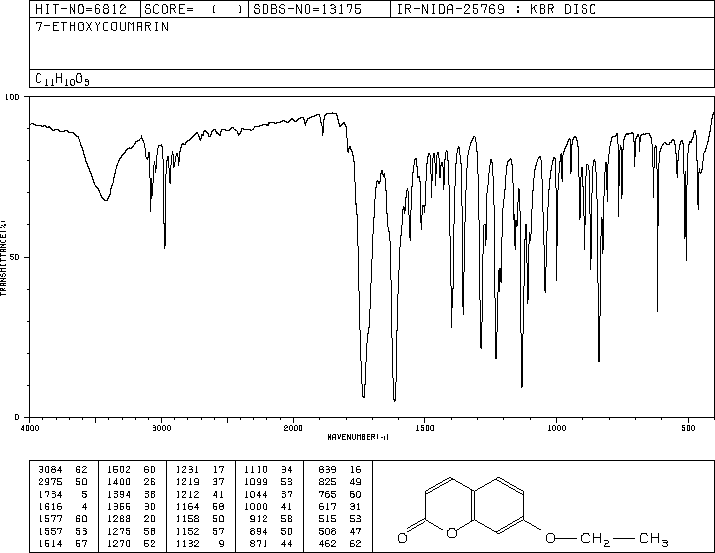 HIT-NO=6812 SCORE= ( ) SDBS-NO=13175 IR-NIDA-25769 : KBR DISC
7-ETHOXYCOUMARIN
C11H10O3
100
50
0
TRANSMITTANCE(%)
4000 3000 2000 1500 1000 500
WAVENUMBER(-1)
3084 62 1502 60 1231 17 1110 34 839 16
2975 50 1400 26 1219 37 1099 53 825 49
1734 5 1394 38 1212 41 1044 37 765 60
1616 4 1356 30 1164 68 1000 41 617 31
1577 60 1288 20 1158 50 912 58 515 53
1557 53 1275 58 1152 57 894 50 508 47
1514 57 1270 52 1132 9 871 44 462 62
O O O CH2 CH3